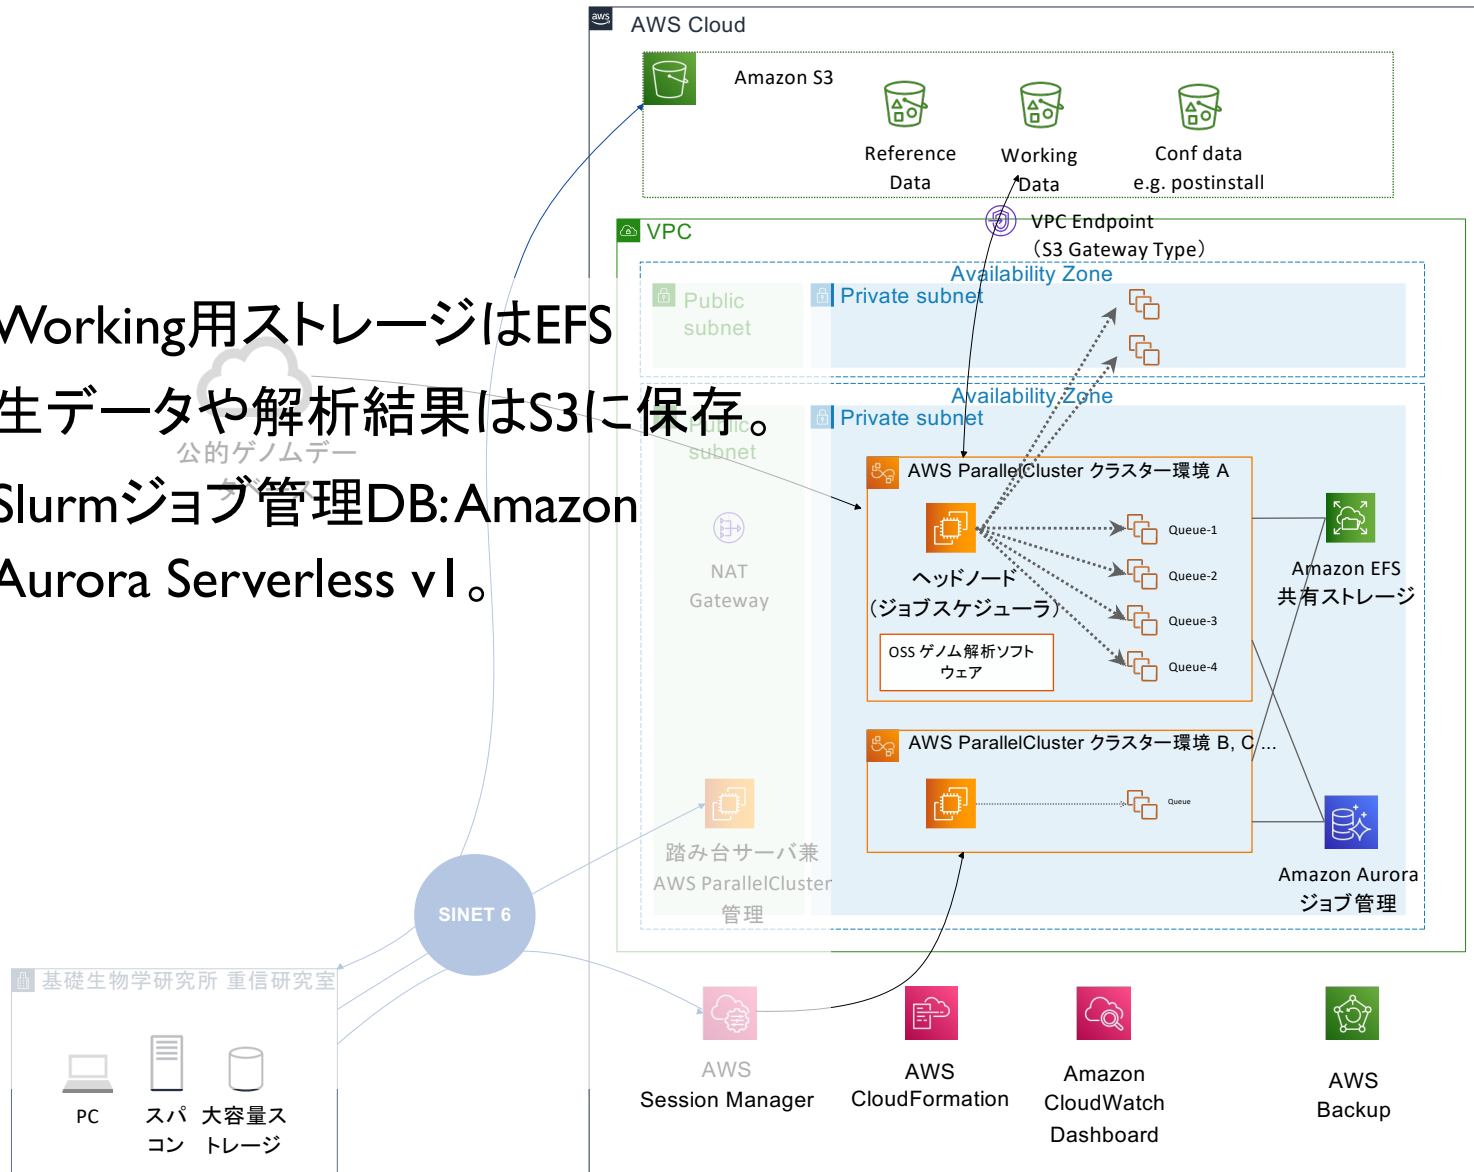 AWS Cloud
Amazon S3
Reference
Data
Working
Data
Conf data
e.g. postinstall
VPC Endpoint
（S3 Gateway Type）
VPC
Availability Zone
Public
subnet
Private subnet
Working用ストレージはEFS
生データや解析結果はS3に保存。
Slurmジョブ管理DB: Amazon
Aurora Serverless v1。
公的ゲノムデー
タベース
Availability Zone
Public
subnet
Private subnet
NAT
Gateway
AWS ParallelCluster クラスター環境 A
ヘッドノード
（ジョブスケジューラ）
OSS ゲノム解析ソフト
ウェア
Queue-1
Queue-2
Queue-3
Queue-4
Amazon EFS
共有ストレージ
AWS ParallelCluster クラスター環境 B, C ...
Queue
踏み台サーバ兼
AWS ParallelCluster
管理
Amazon Aurora
ジョブ管理
SINET 6
基礎生物学研究所 重信研究室
PC
スパ
コン
大容量ス
トレージ
AWS
Session Manager
AWS
CloudFormation
Amazon
CloudWatch
Dashboard
AWS
Backup
aws